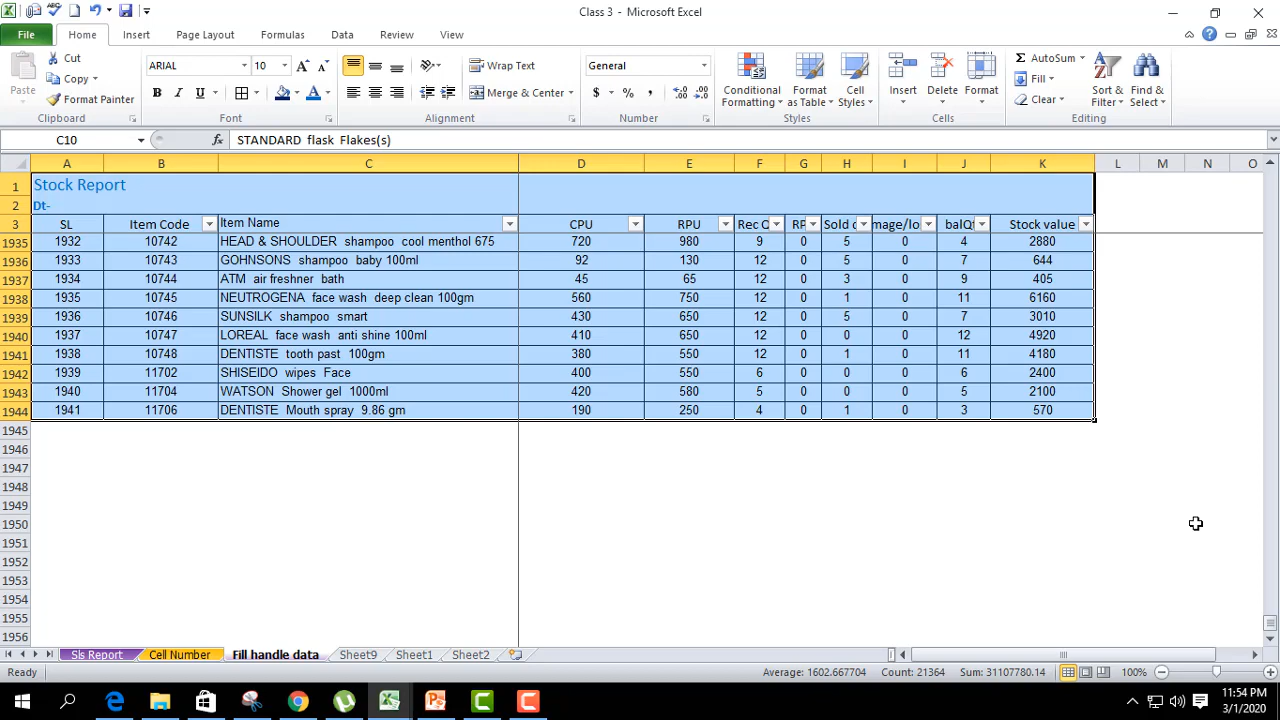 Class 3 - Microsoft Excel
File Home Insert Page Layout Formulas Data Review View
Paste Cut Copy Format Painter Clipboard
ARIAL 10 B I U A A A Font
Wrap Text Merge & Center Alignment
General $ % , Number
Conditional Formatting Format as Table Cell Styles Styles
Insert Delete Format Cells
Σ AutoSum Fill Clear Sort & Filter Find & Select Editing
C10 fx STANDARD flask Flakes(s)
A B C D E F G H I J K L M N O
1 Stock Report
2 Dt-
3 SL Item Code Item Name CPU RPU Rec Q RP Sold mage/lo balQt Stock value
1935 1932 10742 HEAD & SHOULDER shampoo cool menthol 675 720 980 9 0 5 0 4 2880
1936 1933 10743 GOHNSONS shampoo baby 100ml 92 130 12 0 5 0 7 644
1937 1934 10744 ATM air freshner bath 45 65 12 0 3 0 9 405
1938 1935 10745 NEUTROGENA face wash deep clean 100gm 560 750 12 0 1 0 11 6160
1939 1936 10746 SUNSILK shampoo smart 430 650 12 0 5 0 7 3010
1940 1937 10747 LOREAL face wash anti shine 100ml 410 650 12 0 0 0 12 4920
1941 1938 10748 DENTISTE tooth past 100gm 380 550 12 0 1 0 11 4180
1942 1939 11702 SHISEIDO wipes Face 400 550 6 0 0 0 6 2400
1943 1940 11704 WATSON Shower gel 1000ml 420 580 5 0 0 0 5 2100
1944 1941 11706 DENTISTE Mouth spray 9.86 gm 190 250 4 0 1 0 3 570
1945
1946
1947
1948
1949
1950
1951
1952
1953
1954
1955
1956
Sls Report Cell Number Fill handle data Sheet9 Sheet1 Sheet2
Ready Average: 1602.667704 Count: 21364 Sum: 31107780.14 100%
11:54 PM
3/1/2020